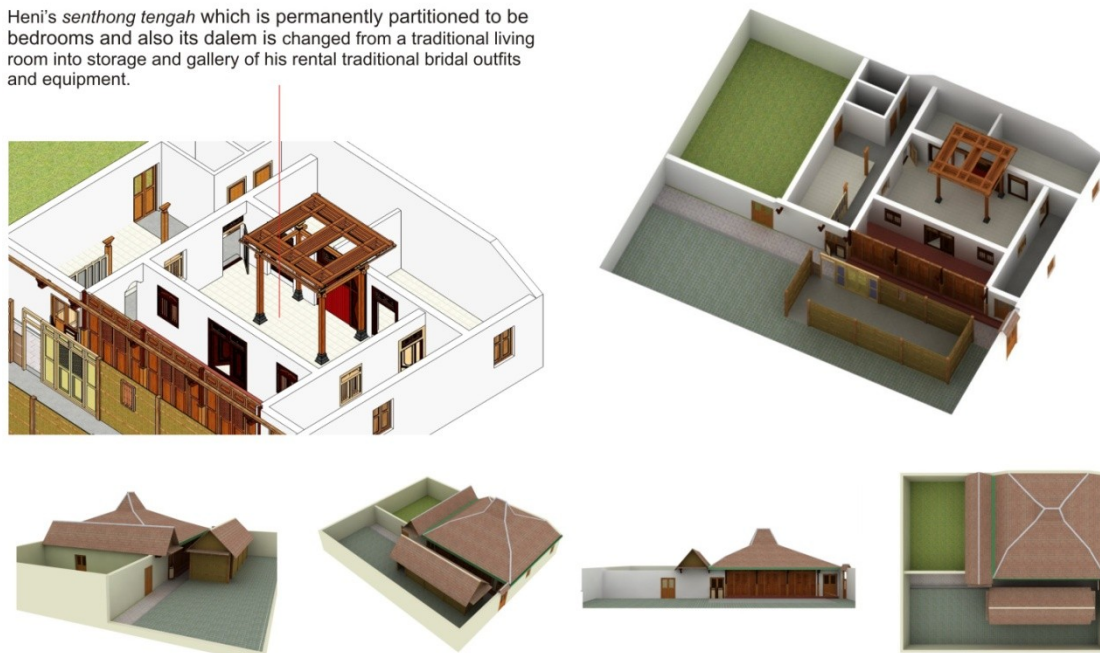 Heni's senthong tengah which is permanently partitioned to be
bedrooms and also its dalem is changed from a traditional living
room into storage and gallery of his rental traditional bridal outfits
and equipment.